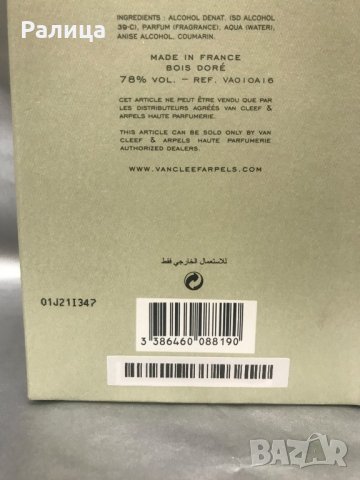 Ралица
INGREDIENTS : ALCOHOL DENAT. (SD ALCOHOL
39-C), PARFUM (FRAGRANCE), AQUA (WATER),
ANISE ALCOHOL, COUMARIN.
MADE IN FRANCE
BOIS DORÉ
78% VOL. – REF. VA010A16
CET ARTICLE NE PEUT ÊTRE VENDU QUE PAR
LES DISTRIBUTEURS AGRÉÉS VAN CLEEF &
ARPELS HAUTE PARFUMERIE.
THIS ARTICLE CAN BE SOLD ONLY BY VAN
CLEEF & ARPELS HAUTE PARFUMERIE
AUTHORIZED DEALERS.
WWW.VANCLEEFARPELS.COM
للاستعمال الخارجي فقط
01J21I347
3 386460 088190
BAZAR